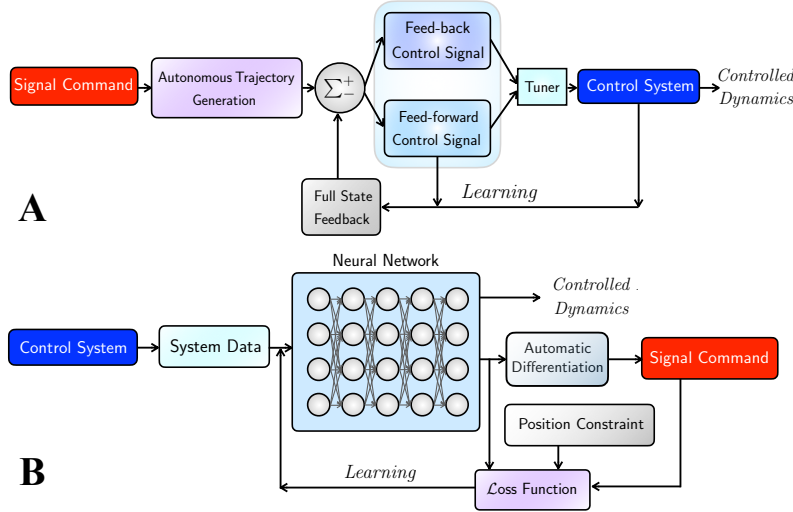 Signal Command
Autonomous Trajectory
Generation
∑+−
Feed-back
Control Signal
Feed-forward
Control Signal
Tuner
Control System
Controlled
Dynamics
Learning
Full State
Feedback
A
Neural Network
Controlled .
Dynamics
Control System
System Data
Automatic
Differentiation
Signal Command
Position Constraint
Learning
Loss Function
B